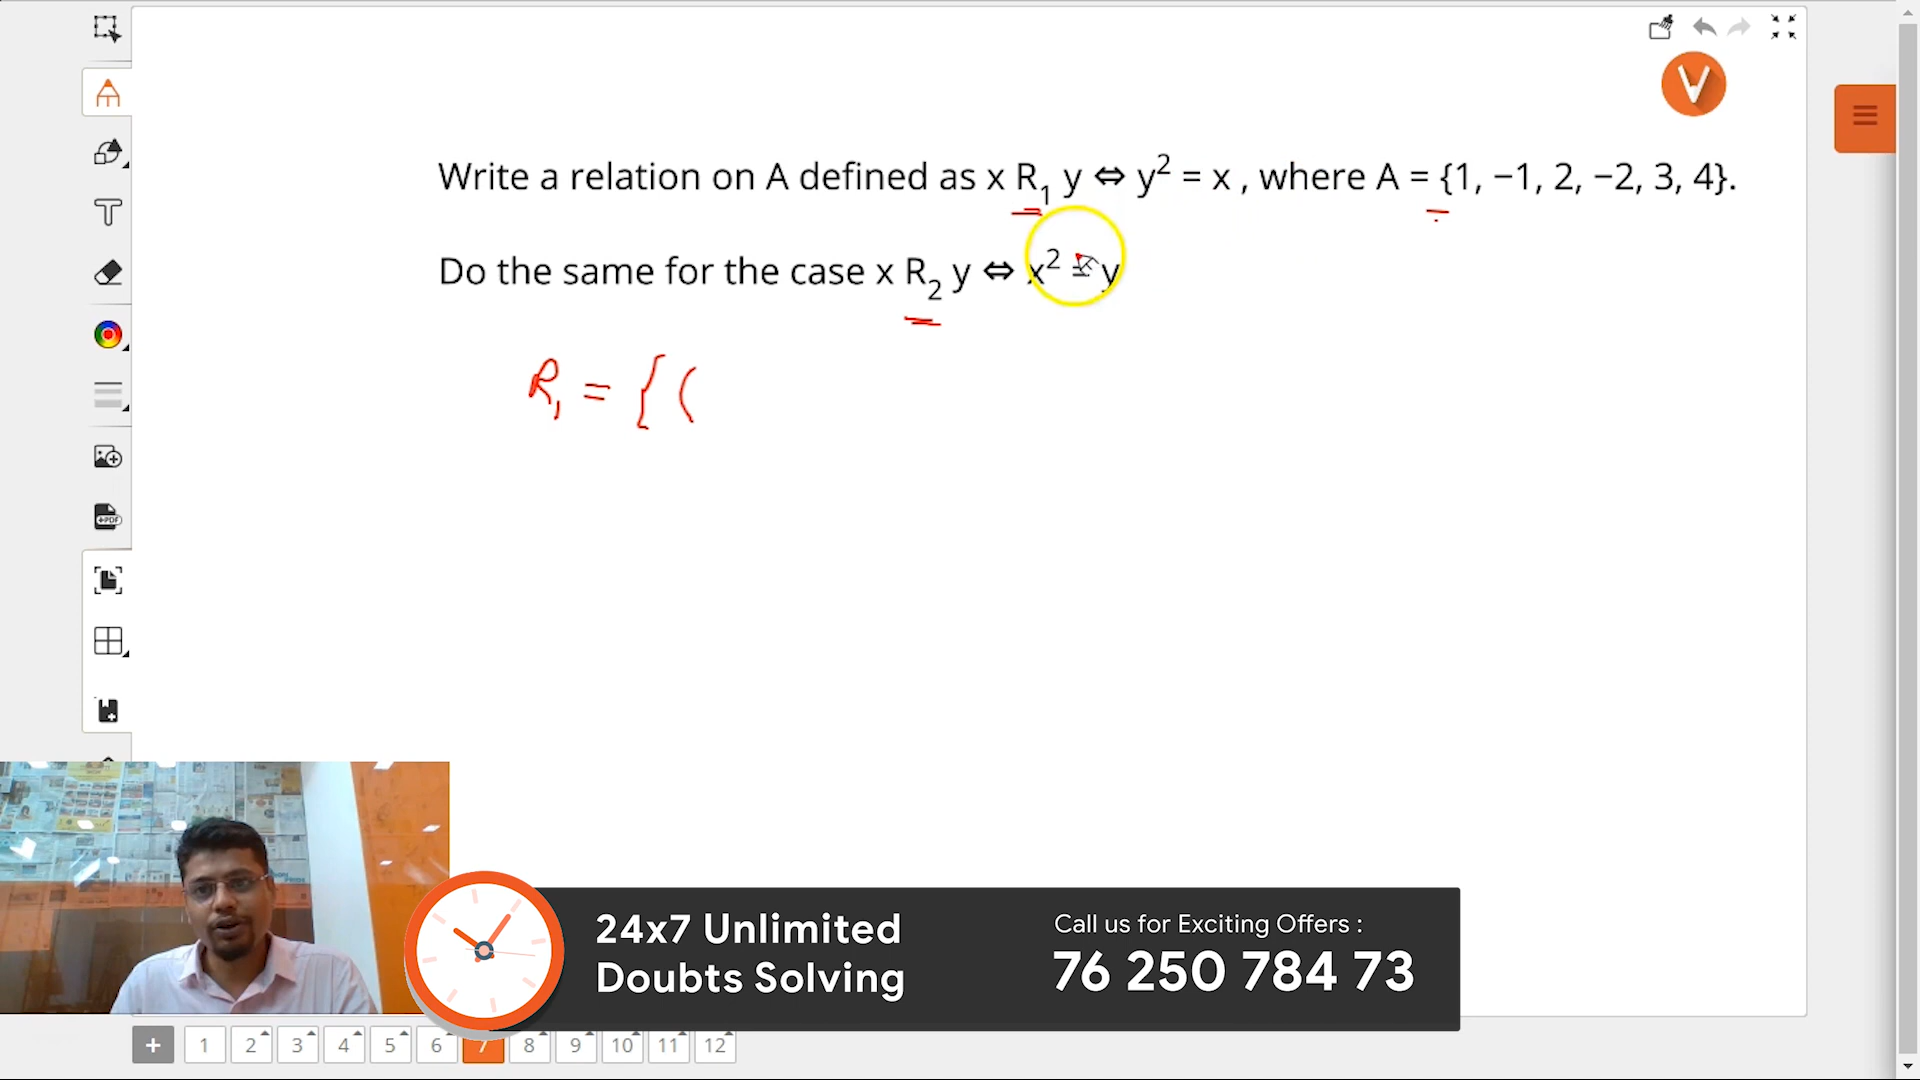 Write a relation on A defined as x R₁ y ⇔ y² = x , where A = {1, −1, 2, −2, 3, 4}.
Do the same for the case x R₂ y ⇔ x² = y
R₁ = { (
24x7 Unlimited
Doubts Solving
Call us for Exciting Offers :
76 250 784 73
+ 1 2 3 4 5 6 7 8 9 10 11 12
T
+PDF